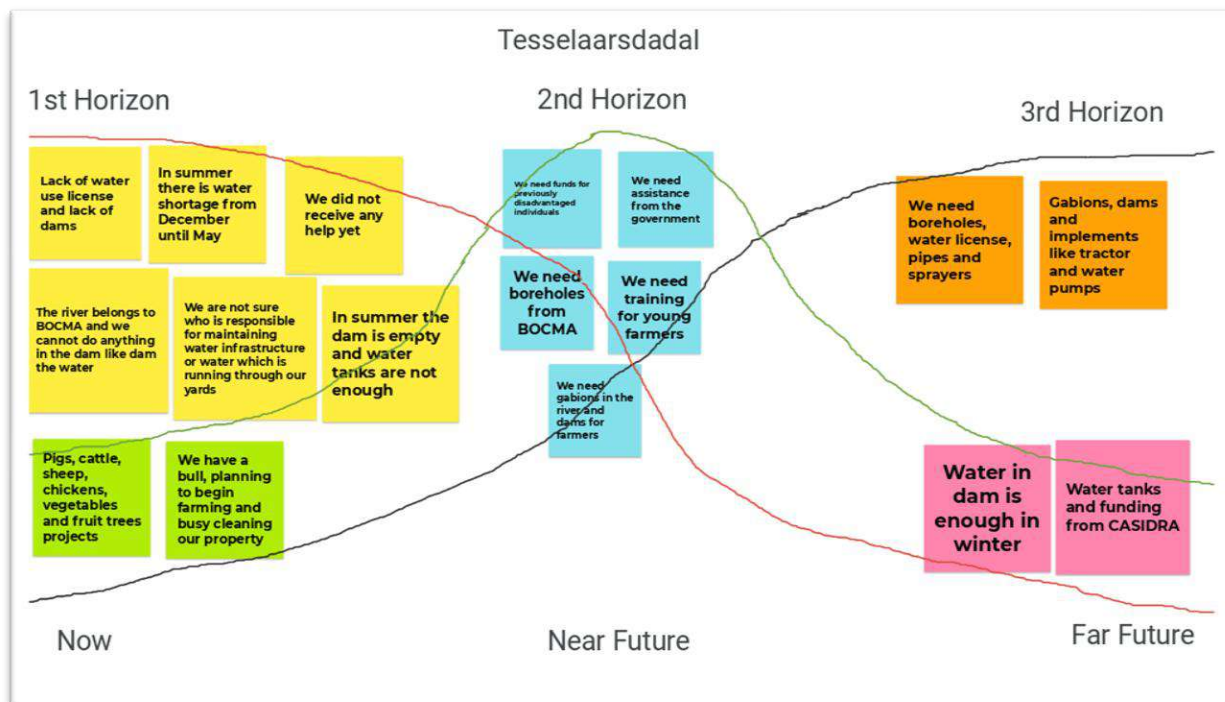 Tesselaarsdadal
1st Horizon
2nd Horizon
3rd Horizon
Lack of water
use license
and lack of
dams
In summer
there is water
shortage from
December
until May
We did not
receive any
help yet
The river belongs to
BOCMA and we
cannot do anything
in the dam like dam
the water
We are not sure
who is responsible
for maintaining
water infrastructure
or water which is
running through our
yards
In summer the
dam is empty
and water
tanks are not
enough
Pigs, cattle,
sheep,
chickens,
vegetables
and fruit trees
projects
We have a
bull, planning
to begin
farming and
busy cleaning
our property
We need funds for
previously
disadvantaged
individuals
We need
assistance
from the
government
We need
boreholes
from
BOCMA
We need
training
for young
farmers
We need
gabions in the
river and
dams for
farmers
We need
boreholes,
water license,
pipes and
sprayers
Gabions, dams
and
implements
like tractor
and water
pumps
Water in
dam is
enough in
winter
Water tanks
and funding
from CASIDRA
Now
Near Future
Far Future